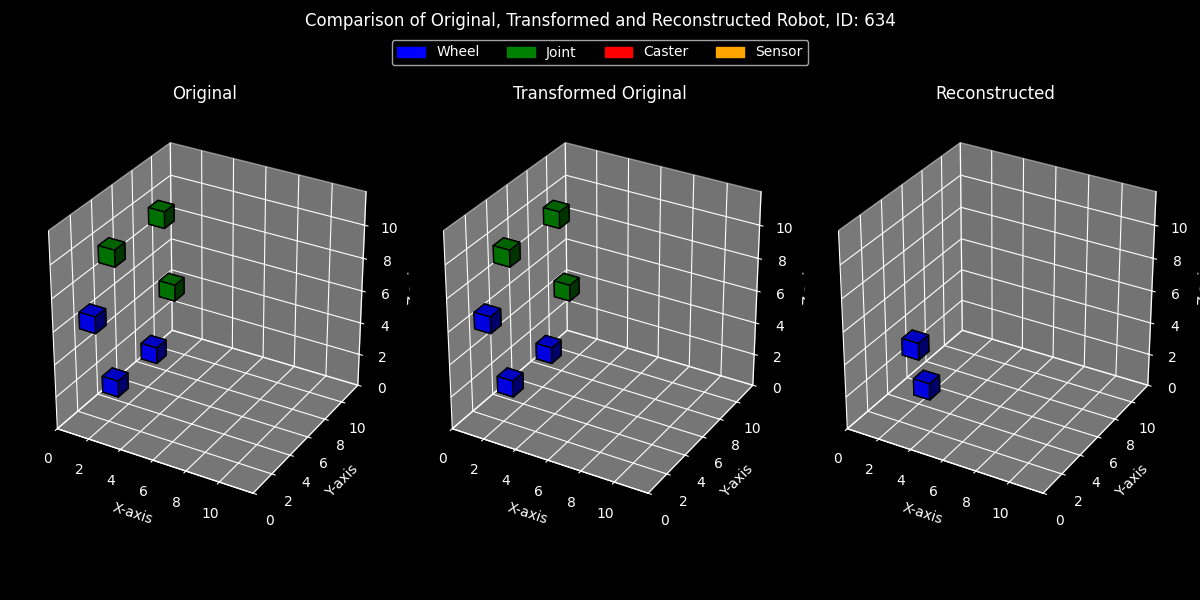 Comparison of Original, Transformed and Reconstructed Robot, ID: 634
Wheel Joint Caster Sensor
Original Transformed Original Reconstructed
10 10 10
8 8 8
6 6 6
4 4 4
2 2 2
0 0 0
0 2 4 6 8 10 0 2 4 6 8 10 0 2 4 6 8 10
0 2 4 6 8 10 0 2 4 6 8 10 0 2 4 6 8 10
X-axis Y-axis X-axis Y-axis X-axis Y-axis